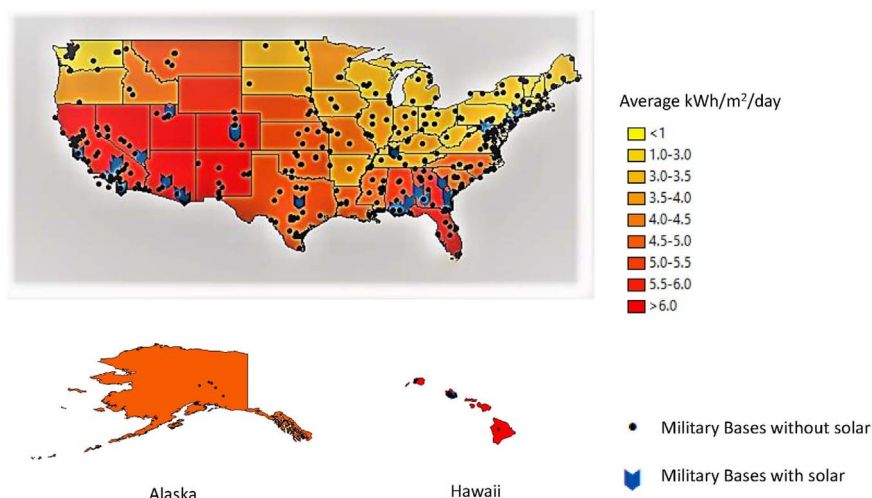 Average kWh/m²/day
<1
1.0-3.0
3.0-3.5
3.5-4.0
4.0-4.5
4.5-5.0
5.0-5.5
5.5-6.0
>6.0
Military Bases without solar
Military Bases with solar
Alaska
Hawaii